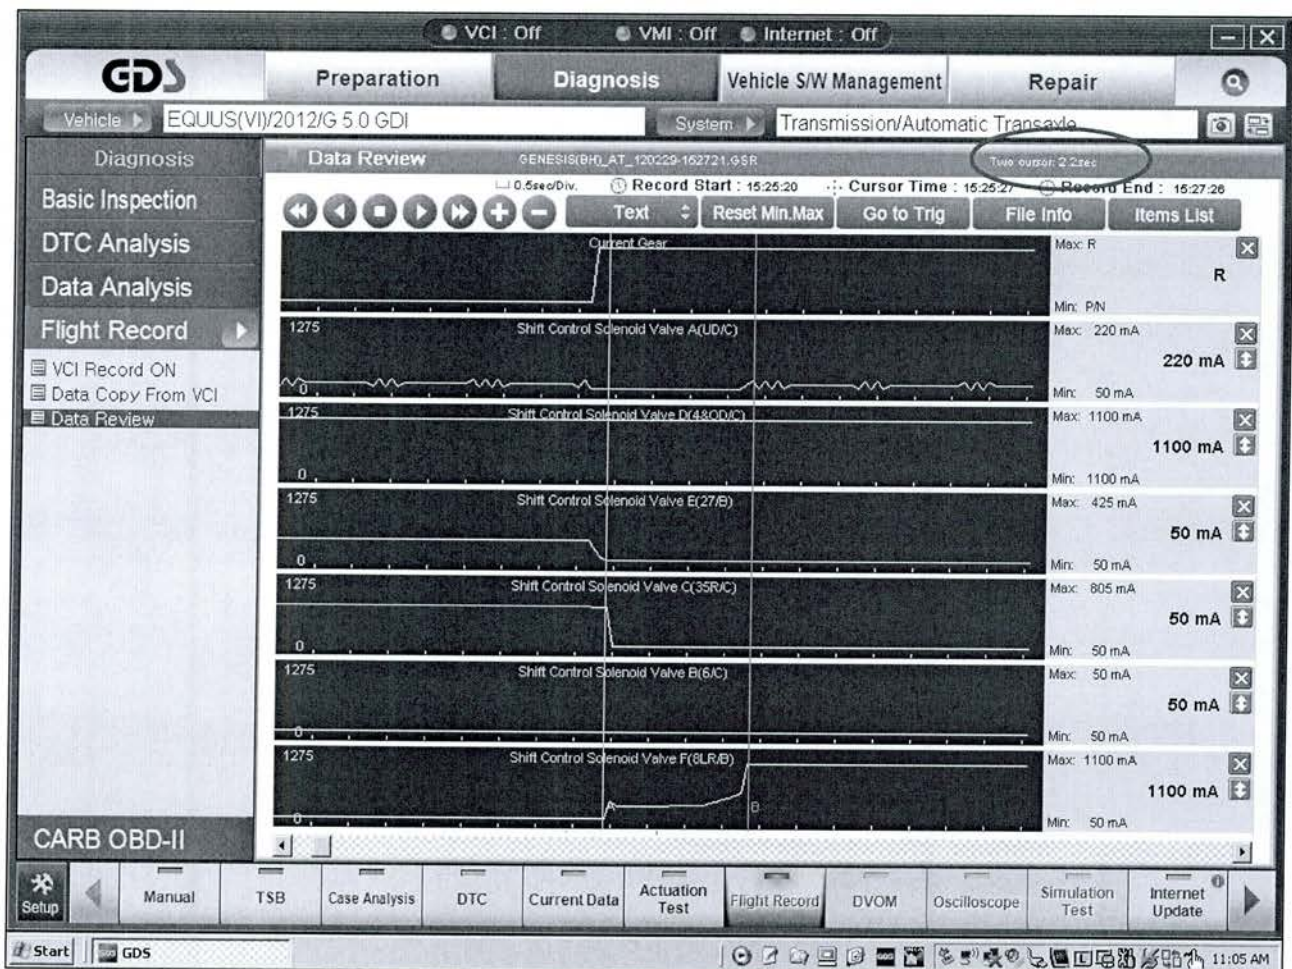 VCI : Off VMI : Off Internet : Off
GDS Preparation Diagnosis Vehicle S/W Management Repair
Vehicle EQUUS(VI)/2012/G 5.0 GDI System Transmission/Automatic Transaxle
Diagnosis
Basic Inspection
DTC Analysis
Data Analysis
Flight Record
VCI Record ON
Data Copy From VCI
Data Review
CARB OBD-II
Data Review GENESIS(BH)_AT_120229-152721.GSR Two cursor: 2.2sec
0.5sec/Div. Record Start : 15:25:20 Cursor Time : 15:25:27 Record End : 15:27:26
Text Reset Min.Max Go to Trig File Info Items List
Current Gear
Max: R
R
Min: P/N
1275 Shift Control Solenoid Valve A(UD/C) Max: 220 mA
220 mA
0 Min: 50 mA
1275 Shift Control Solenoid Valve D(4&OD/C) Max: 1100 mA
1100 mA
0 Min: 1100 mA
1275 Shift Control Solenoid Valve E(27/B) Max: 425 mA
50 mA
0 Min: 50 mA
1275 Shift Control Solenoid Valve C(35R/C) Max: 805 mA
50 mA
0 Min: 50 mA
1275 Shift Control Solenoid Valve B(6/C) Max: 50 mA
50 mA
0 Min: 50 mA
1275 Shift Control Solenoid Valve F(8LR/B) Max: 1100 mA
1100 mA
A B
0 Min: 50 mA
Setup Manual TSB Case Analysis DTC Current Data Actuation Test Flight Record DVOM Oscilloscope Simulation Test Internet Update
Start GDS 11:05 AM